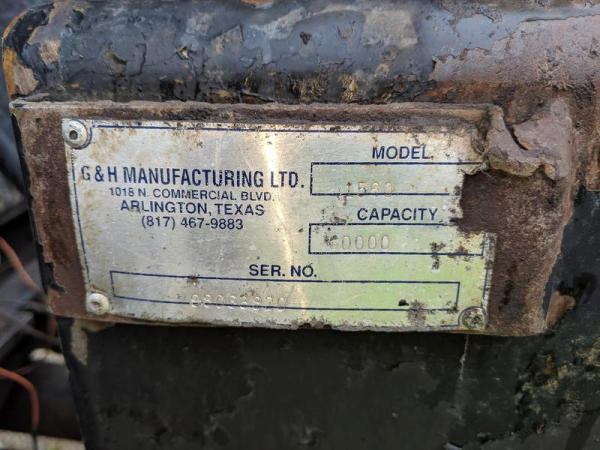 G&H MANUFACTURING LTD.
1018 N. COMMERCIAL BLVD.
ARLINGTON, TEXAS
(817) 467-9883
MODEL.
CAPACITY
SER. NO.